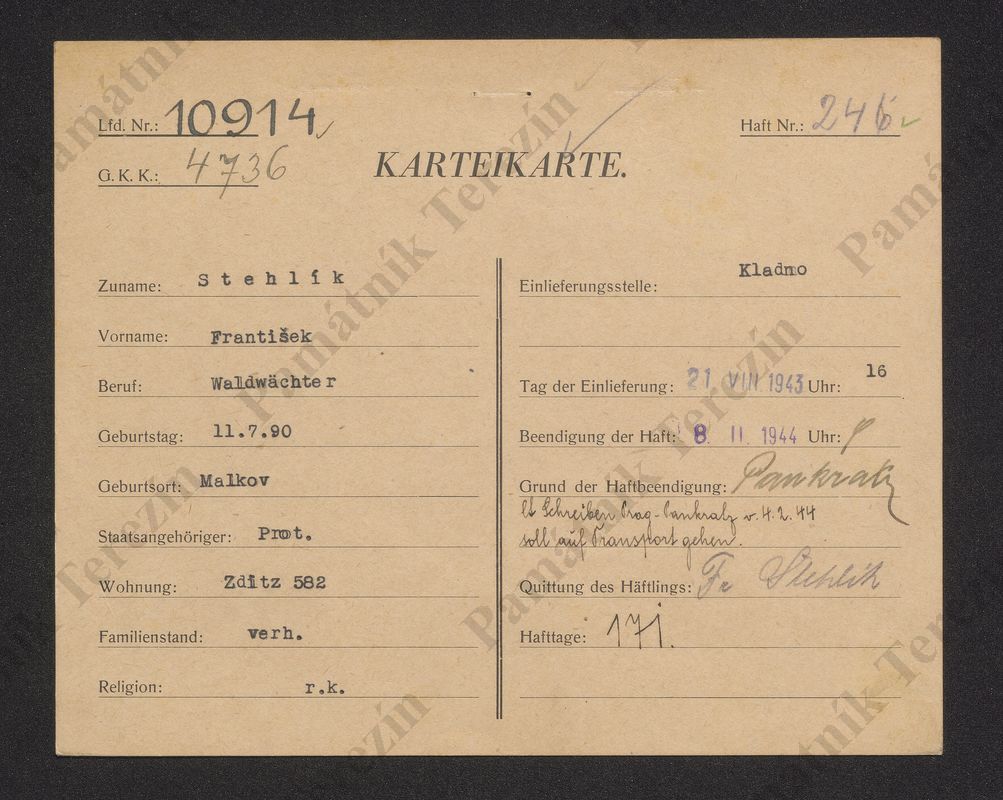 Lfd. Nr.: 10914
Haft Nr.: 246
G. K. K.: 4736
KARTEIKARTE.
Zuname: Stehlík
Vorname: František
Beruf: Waldwächter
Geburtstag: 11.7.90
Geburtsort: Malkov
Staatsangehöriger: Prot.
Wohnung: Zditz 582
Familienstand: verh.
Religion: r.k.
Einlieferungsstelle: Kladno
Tag der Einlieferung: 21 VIII 1943 Uhr: 16
Beendigung der Haft: 8 II 1944 Uhr: 9
Grund der Haftbeendigung: Pankratz
lt Schreiben Prag-Pankratz v. 4.2.44
soll auf Transport gehen.
Quittung des Häftlings: Fr Stehlik
Hafttage: 171.
Památník Terezín